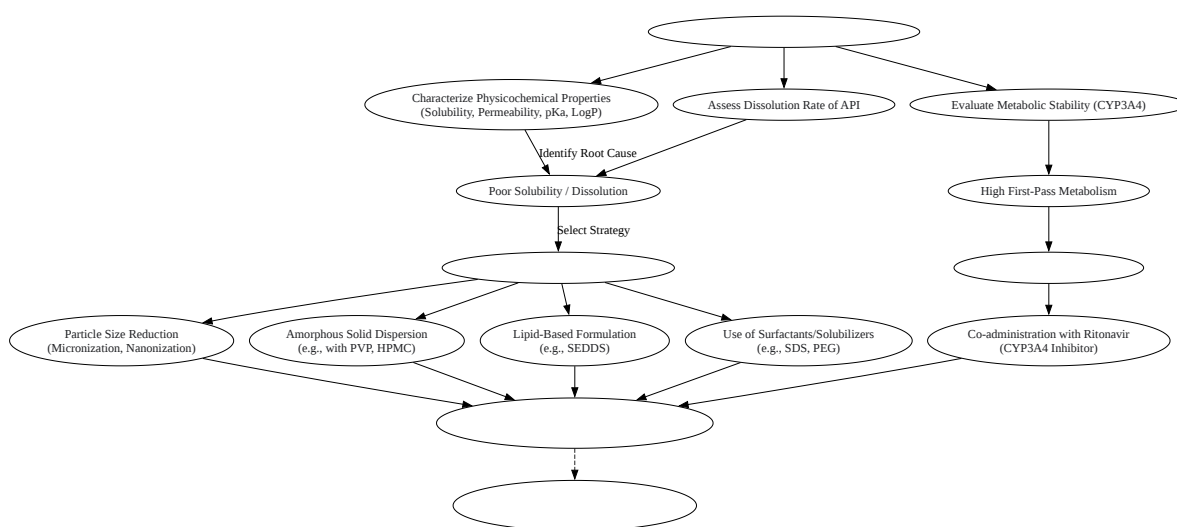 Characterize Physicochemical Properties
(Solubility, Permeability, pKa, LogP)
Assess Dissolution Rate of API
Evaluate Metabolic Stability (CYP3A4)
Identify Root Cause
Poor Solubility / Dissolution
High First-Pass Metabolism
Select Strategy
Particle Size Reduction
(Micronization, Nanonization)
Amorphous Solid Dispersion
(e.g., with PVP, HPMC)
Lipid-Based Formulation
(e.g., SEDDS)
Use of Surfactants/Solubilizers
(e.g., SDS, PEG)
Co-administration with Ritonavir
(CYP3A4 Inhibitor)